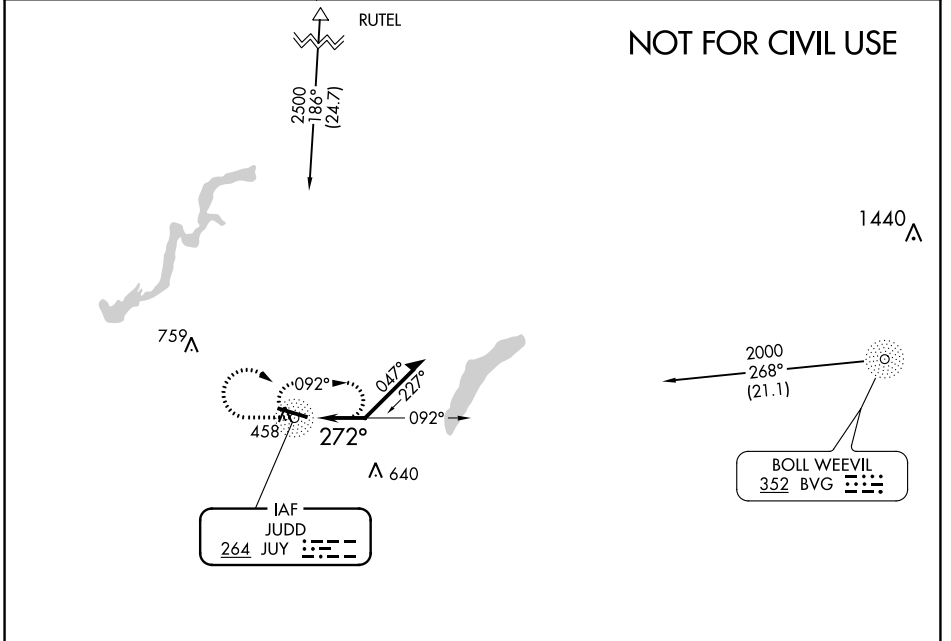 RUTEL
NOT FOR CIVIL USE
2500
186°
(24.7)
1440
759
2000
268°
(21.1)
047°
227°
092°
092°
458
272°
640
BOLL WEEVIL
352 BVG
IAF
JUDD
264 JUY